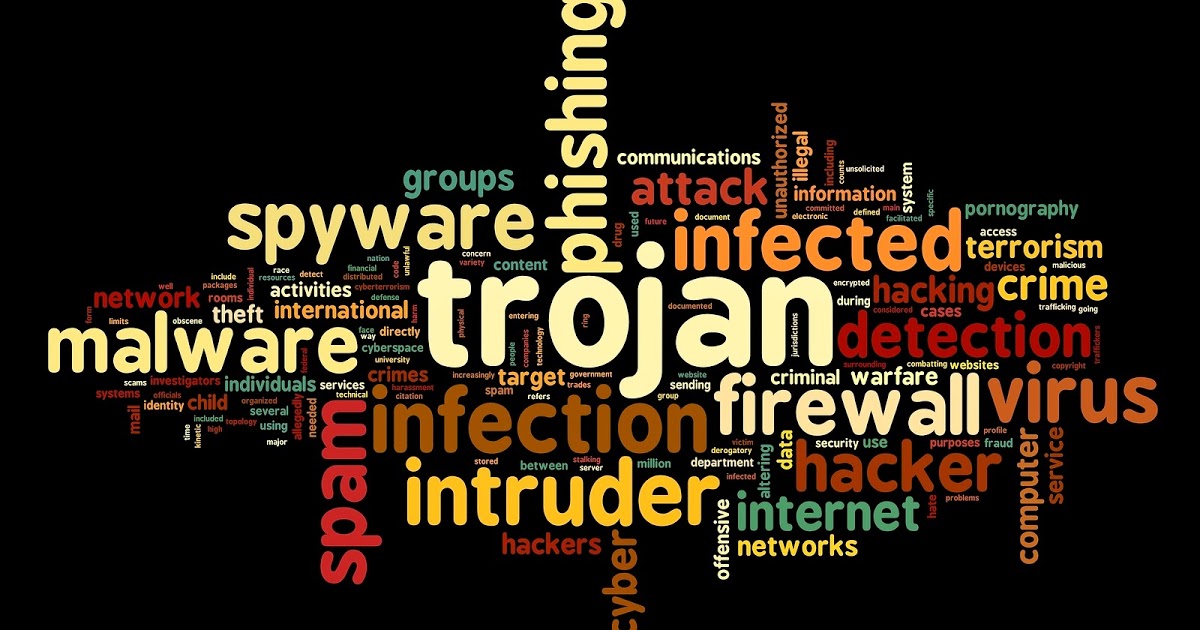 phishing
communications
unauthorized
illegal
including
counts
unsolicited
groups
attack
information
system
specific
spyware
committed
main
electronic
defined
facilitated
pornography
used
future
document
drug
infected
access
terrorism
nation
concern
variety
content
unlawful
code
financial
distributed
cyberterrorism
race
resources
detect
include
packages
individual
well
network
rooms
activities
defense
trojan
devices
malicious
encrypted
during
hacking
crime
considered
cases
trafficking
going
form
limits
obscene
theft
international
harm
physical
entering
ring
documented
jurisdictions
malware
face
way
directly
cyberspace
university
federal
people
companies
technology
detection
traffickers
surrounding
combatting
websites
copyright
scams
investigators
individuals
services
technical
crimes
harassment
citation
increasingly
target
government
trades
spam
refers
website
sending
group
criminal
warfare
systems
officials
identity
child
organized
several
mail
included
high
topology
using
time
kinetic
major
allegedly
needed
spam
infection
firewall
virus
profile
victim
derogatory
data
security
use
purposes
fraud
computer
service
stored
between
stalking
server
million
department
infected
altering
hacker
intruder
internet
hate
problems
offensive
networks
hackers
cyber